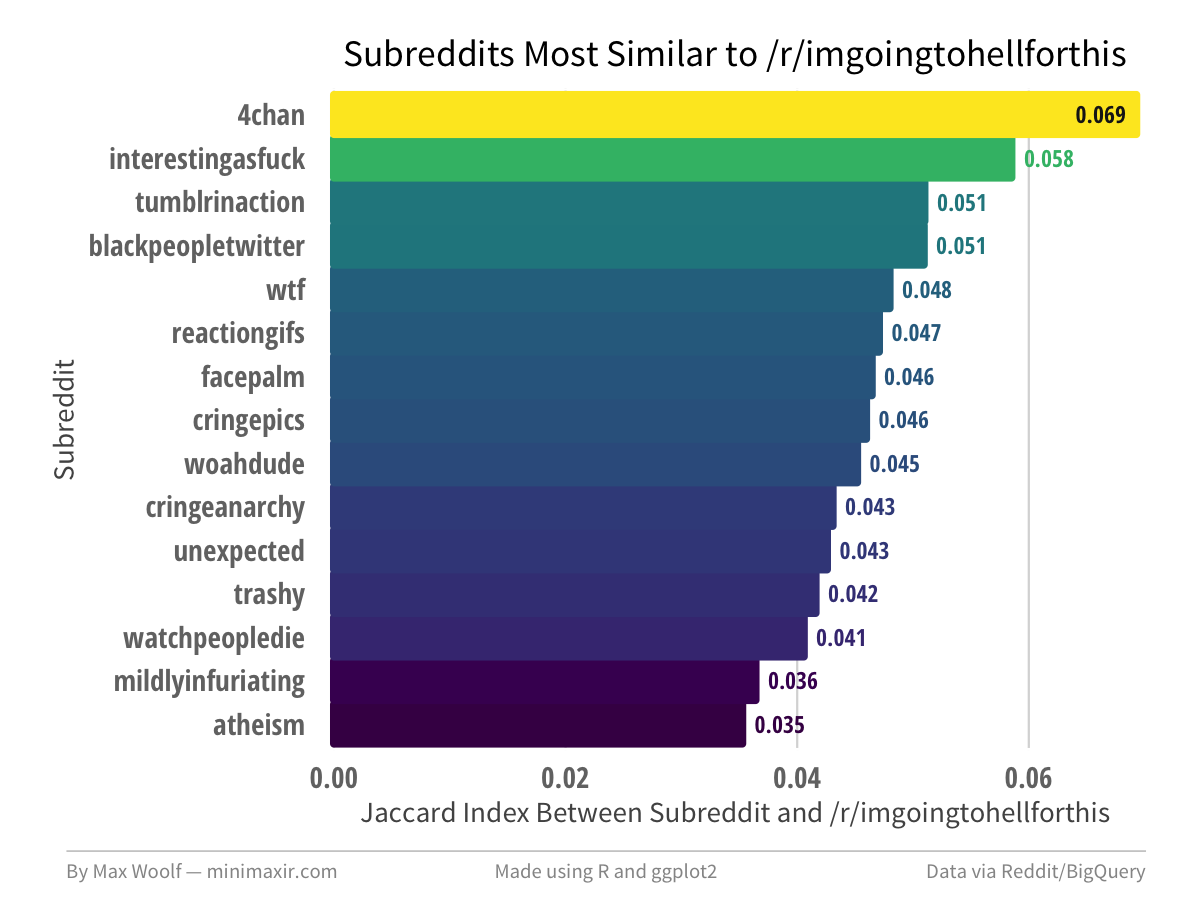 Subreddits Most Similar to /r/imgoingtohellforthis
4chan 0.069
interestingasfuck 0.058
tumblrinaction 0.051
blackpeopletwitter 0.051
wtf 0.048
reactiongifs 0.047
facepalm 0.046
cringepics 0.046
woahdude 0.045
cringeanarchy 0.043
unexpected 0.043
trashy 0.042
watchpeopledie 0.041
mildlyinfuriating 0.036
atheism 0.035
Subreddit
0.00 0.02 0.04 0.06
Jaccard Index Between Subreddit and /r/imgoingtohellforthis
By Max Woolf — minimaxir.com Made using R and ggplot2 Data via Reddit/BigQuery